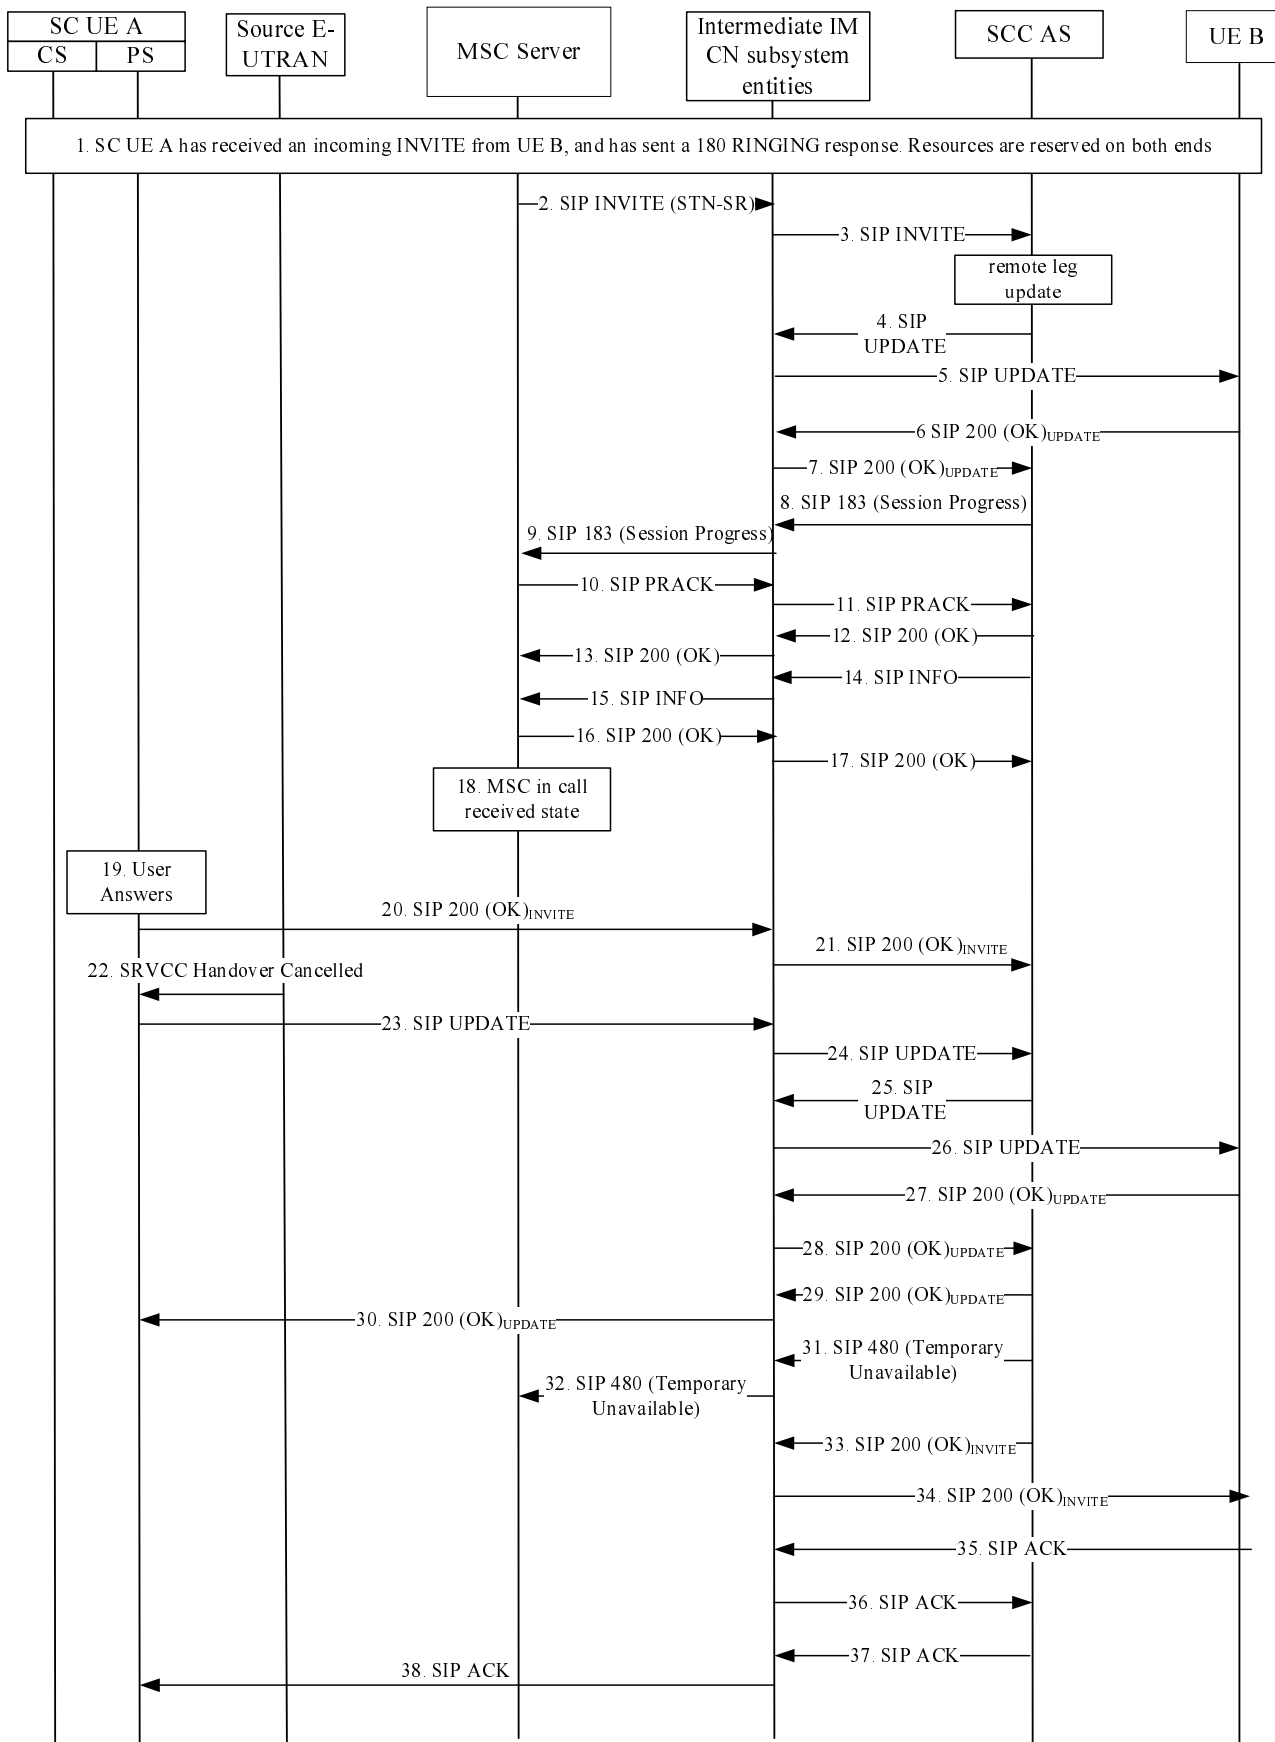 SC UE A
CS PS
Source E-
UTRAN
MSC Server
Intermediate IM
CN subsystem
entities
SCC AS
UE B
1. SC UE A has received an incoming INVITE from UE B, and has sent a 180 RINGING response. Resources are reserved on both ends
2. SIP INVITE (STN-SR)
3. SIP INVITE
remote leg
update
4. SIP
UPDATE
5. SIP UPDATE
6 SIP 200 (OK)UPDATE
7. SIP 200 (OK)UPDATE
8. SIP 183 (Session Progress)
9. SIP 183 (Session Progress)
10. SIP PRACK
11. SIP PRACK
12. SIP 200 (OK)
13. SIP 200 (OK)
14. SIP INFO
15. SIP INFO
16. SIP 200 (OK)
17. SIP 200 (OK)
18. MSC in call
received state
19. User
Answers
20. SIP 200 (OK)INVITE
21. SIP 200 (OK)INVITE
22. SRVCC Handover Cancelled
23. SIP UPDATE
24. SIP UPDATE
25. SIP
UPDATE
26. SIP UPDATE
27. SIP 200 (OK)UPDATE
28. SIP 200 (OK)UPDATE
29. SIP 200 (OK)UPDATE
30. SIP 200 (OK)UPDATE
31. SIP 480 (Temporary
Unavailable)
32. SIP 480 (Temporary
Unavailable)
33. SIP 200 (OK)INVITE
34. SIP 200 (OK)INVITE
35. SIP ACK
36. SIP ACK
37. SIP ACK
38. SIP ACK